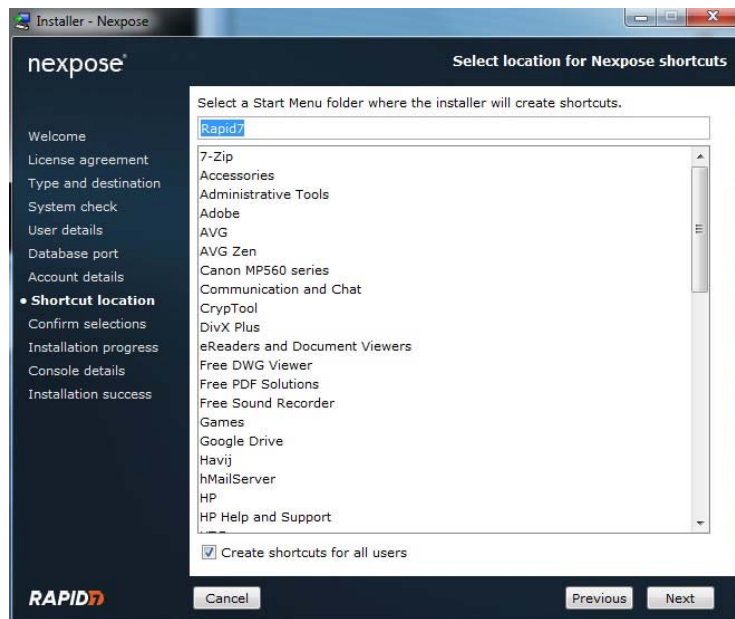 Installer - Nexpose
nexpose
Select location for Nexpose shortcuts
Welcome
License agreement
Type and destination
System check
User details
Database port
Account details
Shortcut location
Confirm selections
Installation progress
Console details
Installation success
Select a Start Menu folder where the installer will create shortcuts.
Rapid7
7-Zip
Accessories
Administrative Tools
Adobe
AVG
AVG Zen
Canon MP560 series
Communication and Chat
CrypTool
DivX Plus
eReaders and Document Viewers
Free DWG Viewer
Free PDF Solutions
Free Sound Recorder
Games
Google Drive
Havij
hMailServer
HP
HP Help and Support
Create shortcuts for all users
RAPID7
Cancel
Previous
Next